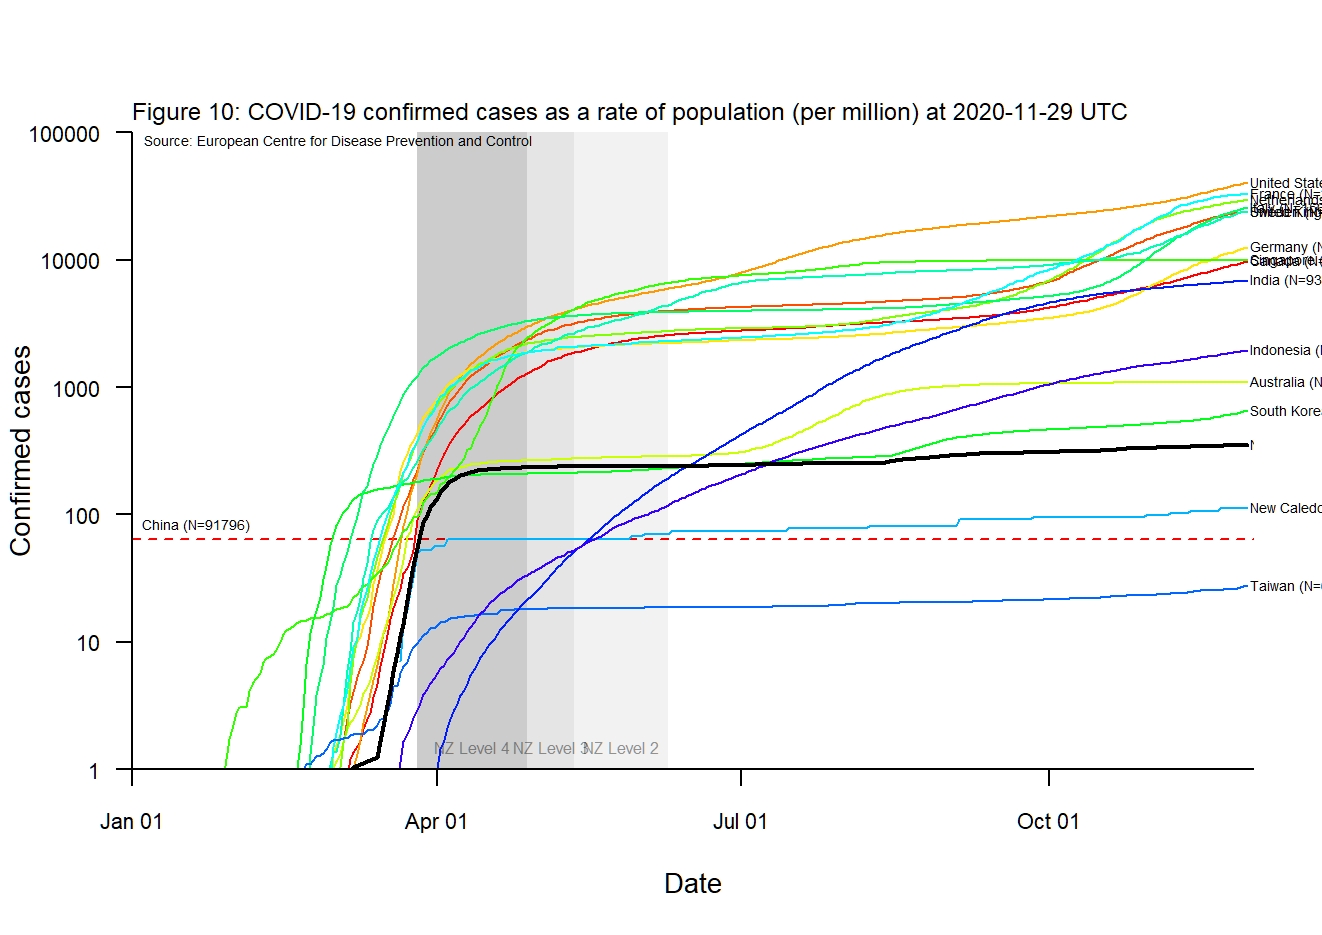 Figure 10: COVID-19 confirmed cases as a rate of population (per million) at 2020-11-29 UTC
Source: European Centre for Disease Prevention and Control
100000
10000
1000
100
10
1
Confirmed cases
China (N=91796)
NZ Level 4
NZ Level 3
NZ Level 2
United State
France (N=
Netherlands
Germany (N
Canada (N=
India (N=93
Indonesia (I
Australia (N
South Kore
N
New Caledo
Taiwan (N=
Jan 01
Apr 01
Jul 01
Oct 01
Date